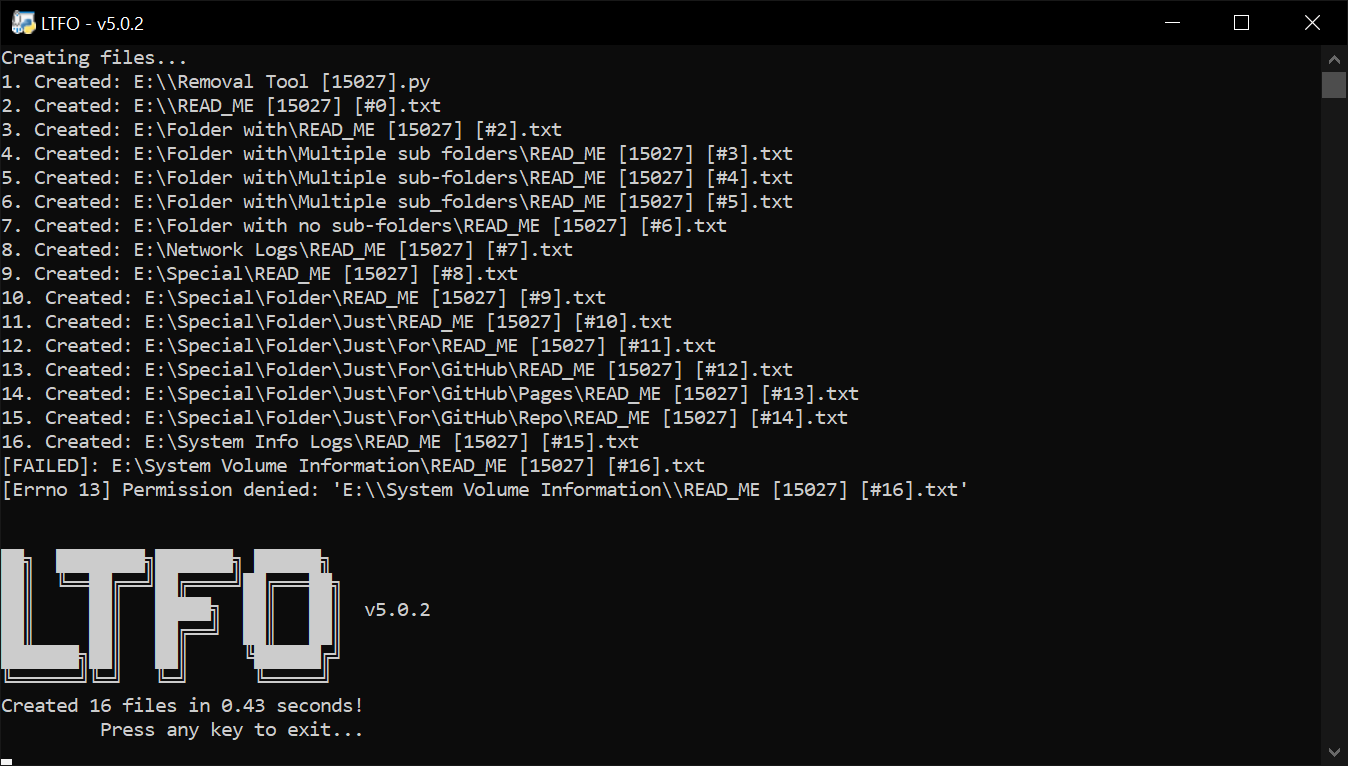 LTFO - v5.0.2
Creating files...
1. Created: E:\\Removal Tool [15027].py
2. Created: E:\\READ_ME [15027] [#0].txt
3. Created: E:\Folder with\READ_ME [15027] [#2].txt
4. Created: E:\Folder with\Multiple sub folders\READ_ME [15027] [#3].txt
5. Created: E:\Folder with\Multiple sub-folders\READ_ME [15027] [#4].txt
6. Created: E:\Folder with\Multiple sub_folders\READ_ME [15027] [#5].txt
7. Created: E:\Folder with no sub-folders\READ_ME [15027] [#6].txt
8. Created: E:\Network Logs\READ_ME [15027] [#7].txt
9. Created: E:\Special\READ_ME [15027] [#8].txt
10. Created: E:\Special\Folder\READ_ME [15027] [#9].txt
11. Created: E:\Special\Folder\Just\READ_ME [15027] [#10].txt
12. Created: E:\Special\Folder\Just\For\READ_ME [15027] [#11].txt
13. Created: E:\Special\Folder\Just\For\GitHub\READ_ME [15027] [#12].txt
14. Created: E:\Special\Folder\Just\For\GitHub\Pages\READ_ME [15027] [#13].txt
15. Created: E:\Special\Folder\Just\For\GitHub\Repo\READ_ME [15027] [#14].txt
16. Created: E:\System Info Logs\READ_ME [15027] [#15].txt
[FAILED]: E:\System Volume Information\READ_ME [15027] [#16].txt
[Errno 13] Permission denied: 'E:\\System Volume Information\\READ_ME [15027] [#16].txt'
LTFO v5.0.2
Created 16 files in 0.43 seconds!
Press any key to exit...